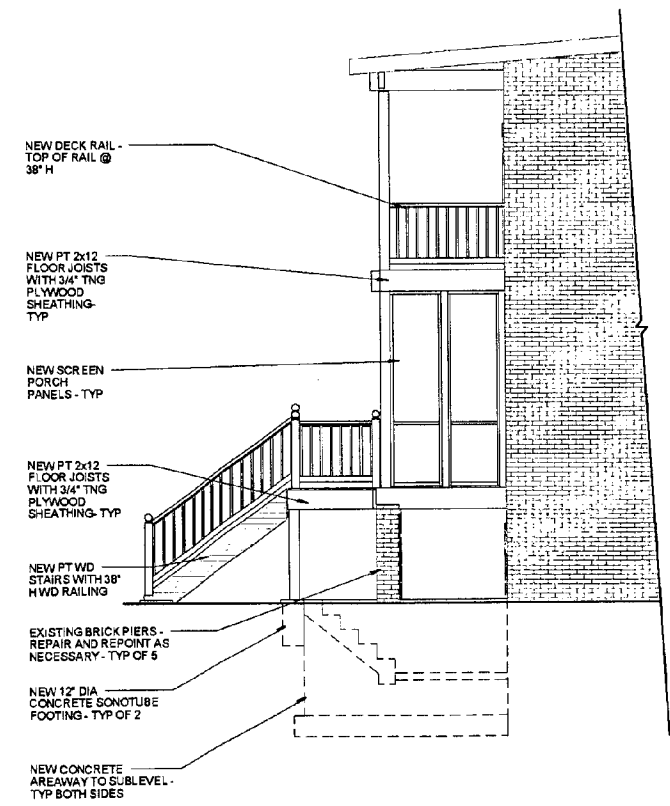 NEW DECK RAIL -
TOP OF RAIL @
38" H
NEW PT 2x12
FLOOR JOISTS
WITH 3/4" TNG
PLYWOOD
SHEATHING-
TYP
NEW SCREEN
PORCH
PANELS - TYP
NEW PT 2x12
FLOOR JOISTS
WITH 3/4" TNG
PLYWOOD
SHEATHING- TYP
NEW PT WD
STAIRS WITH 38"
H WD RAILING
EXISTING BRICK PIERS -
REPAIR AND REPOINT AS
NECESSARY - TYP OF 5
NEW 12" DIA
CONCRETE SONOTUBE
FOOTING - TYP OF 2
NEW CONCRETE
AREAWAY TO SUBLEVEL -
TYP BOTH SIDES